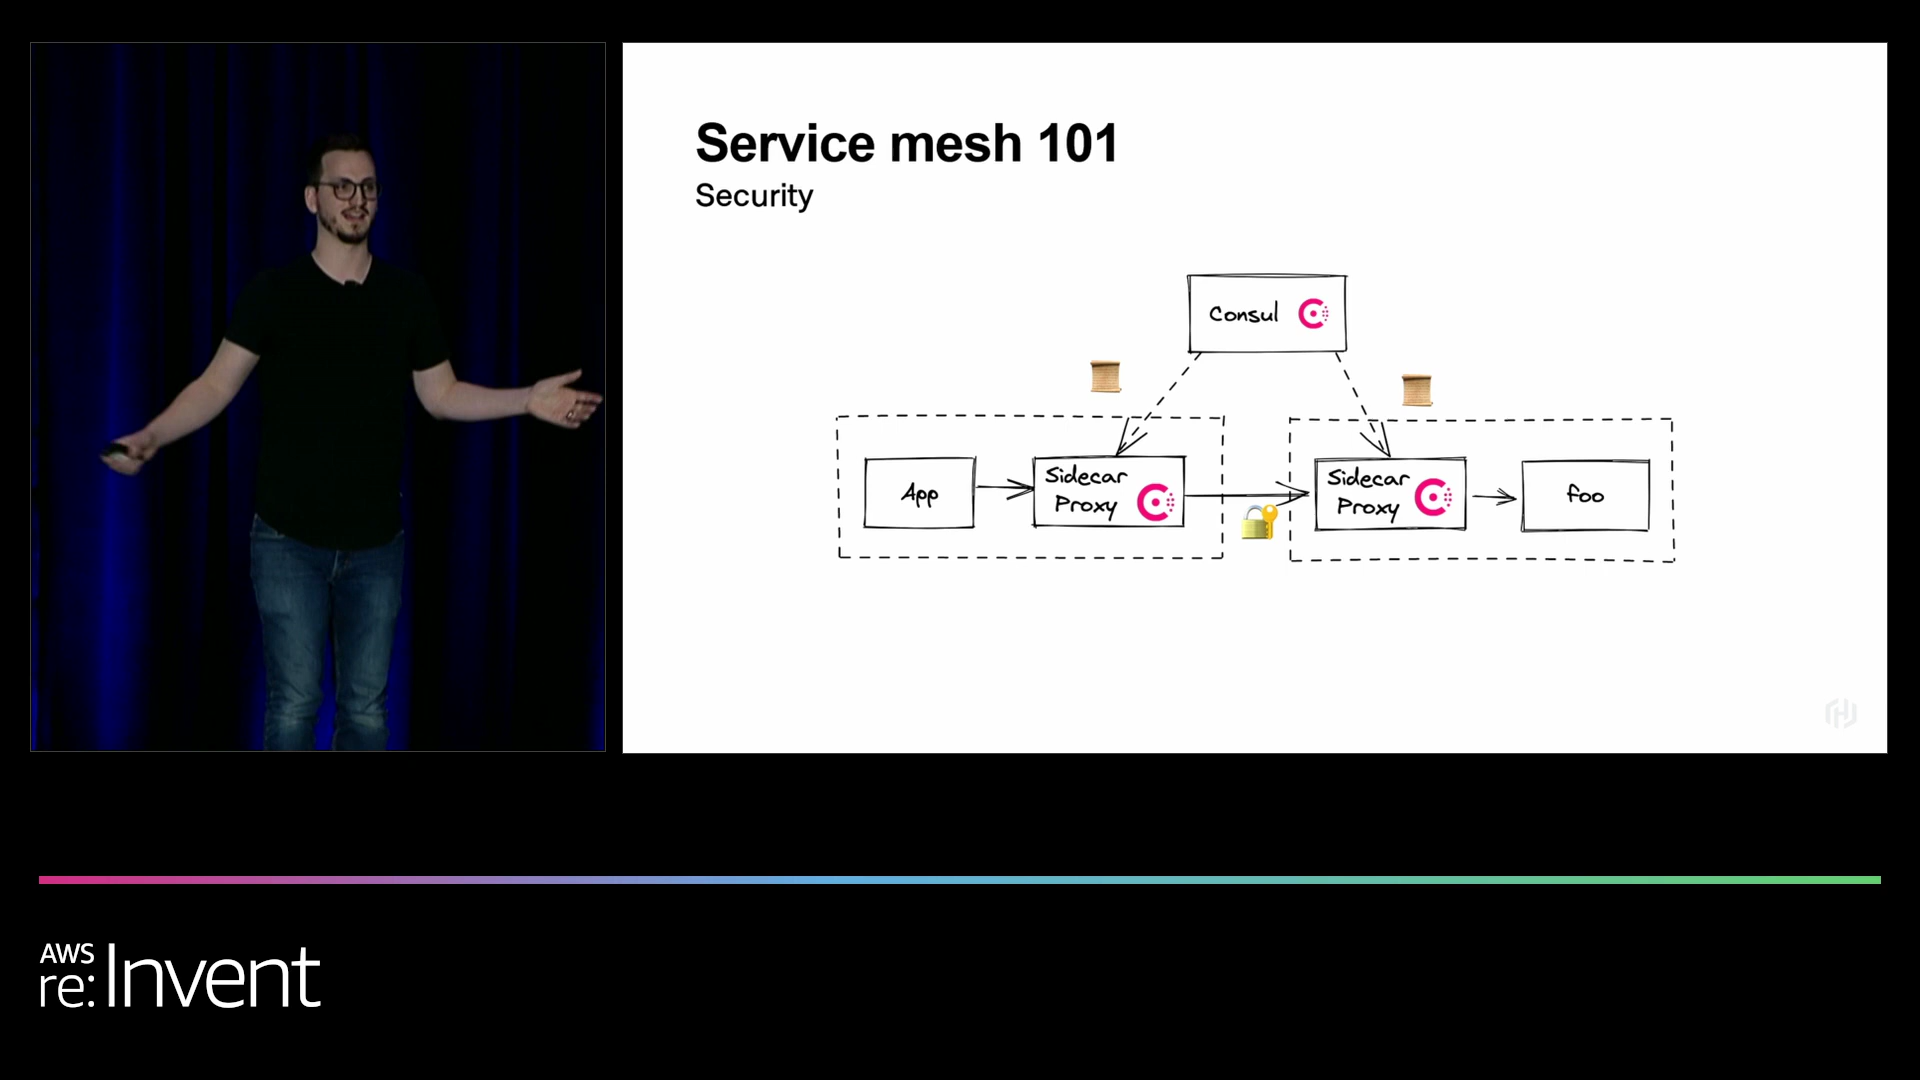 Service mesh 101
Security
Consul
App
Sidecar
Proxy
Sidecar
Proxy
foo
AWS
re:Invent